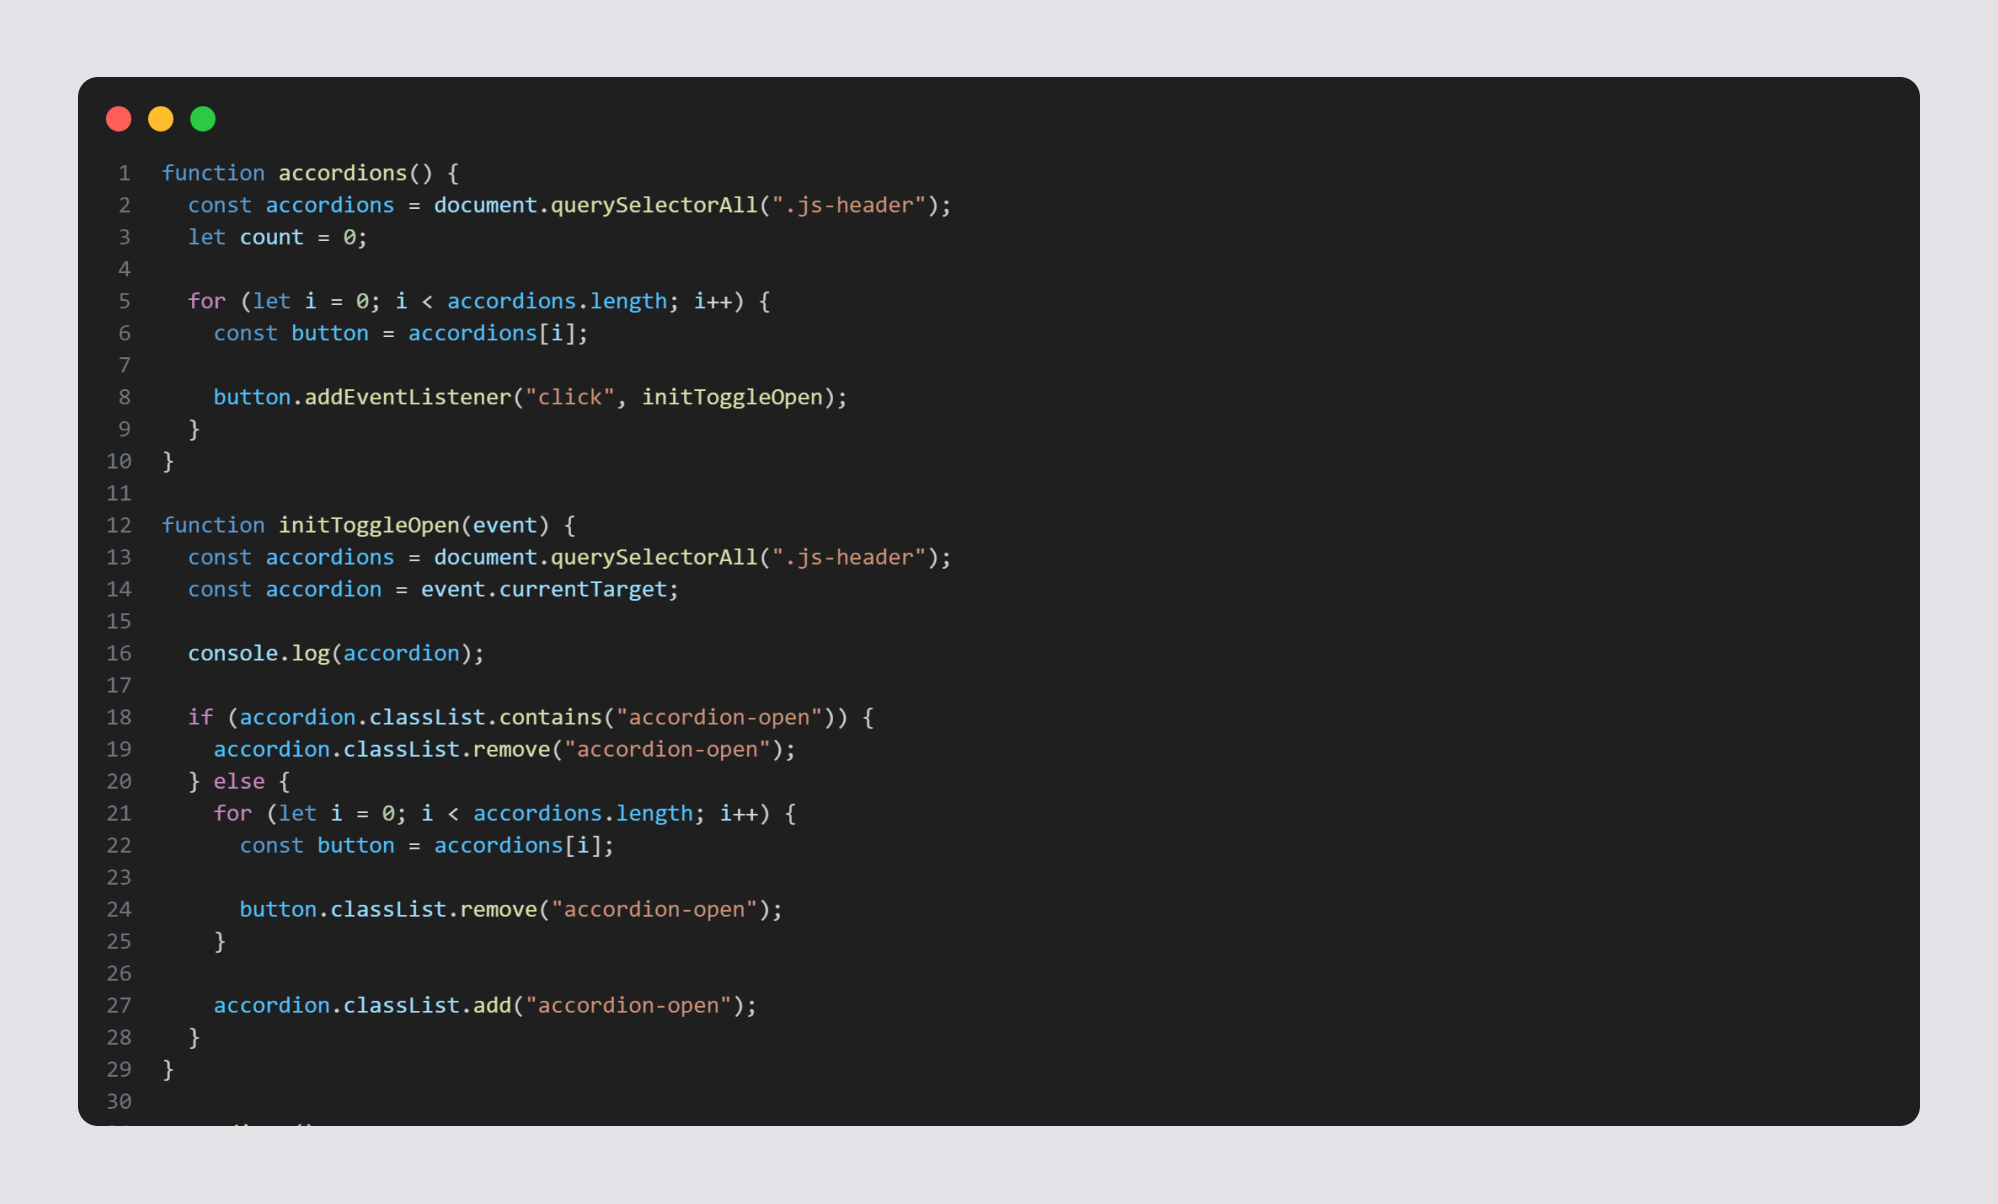 1 function accordions() {
2 const accordions = document.querySelectorAll(".js-header");
3 let count = 0;
4
5 for (let i = 0; i < accordions.length; i++) {
6 const button = accordions[i];
7
8 button.addEventListener("click", initToggleOpen);
9 }
10 }
11
12 function initToggleOpen(event) {
13 const accordions = document.querySelectorAll(".js-header");
14 const accordion = event.currentTarget;
15
16 console.log(accordion);
17
18 if (accordion.classList.contains("accordion-open")) {
19 accordion.classList.remove("accordion-open");
20 } else {
21 for (let i = 0; i < accordions.length; i++) {
22 const button = accordions[i];
23
24 button.classList.remove("accordion-open");
25 }
26
27 accordion.classList.add("accordion-open");
28 }
29 }
30